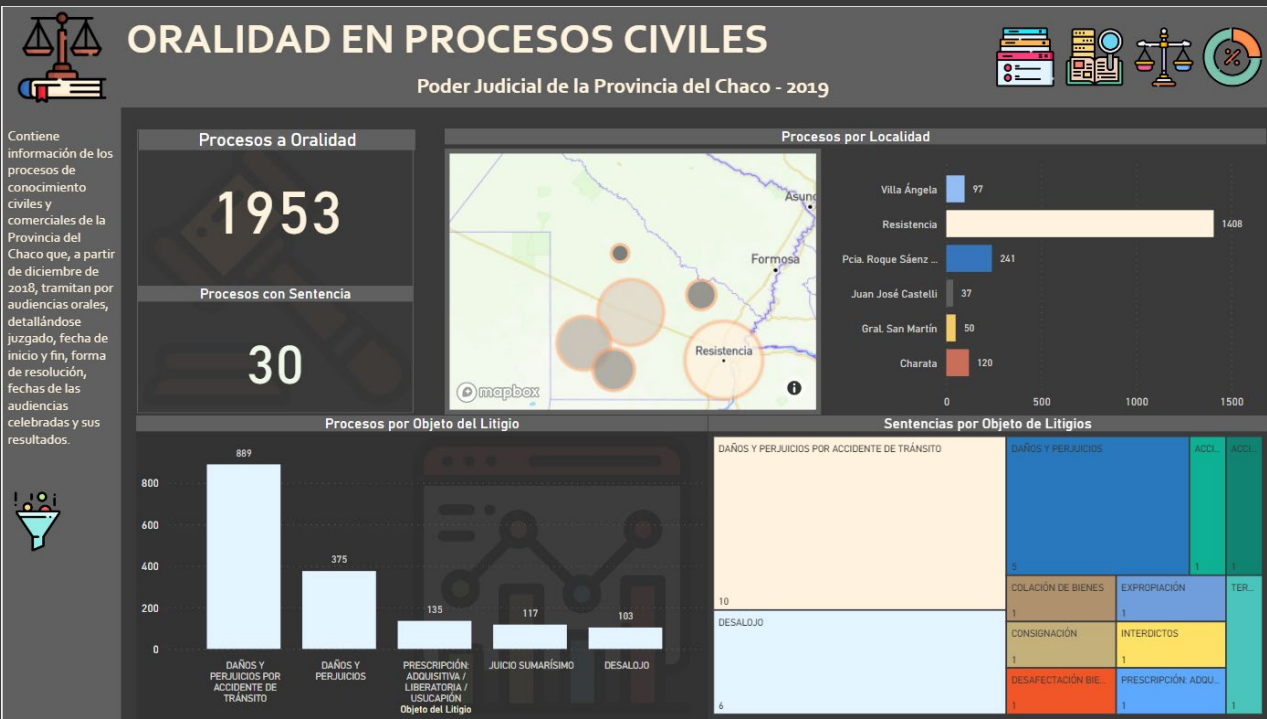 ORALIDAD EN PROCESOS CIVILES
Poder Judicial de la Provincia del Chaco - 2019
Contiene
información de los
procesos de
conocimiento
civiles y
comerciales de la
Provincia del
Chaco que, a partir
de diciembre de
2018, tramitan por
audiencias orales,
detallándose
juzgado, fecha de
inicio y fin, forma
de resolución,
fechas de las
audiencias
celebradas y sus
resultados.
Procesos a Oralidad
1953
Procesos con Sentencia
30
Procesos por Localidad
Asun
Formosa
Resistencia
mapbox
Villa Ángela 97
Resistencia 1408
Pcia. Roque Sáenz ... 241
Juan José Castelli 37
Gral. San Martín 50
Charata 120
0 500 1000 1500
Procesos por Objeto del Litigio
800
600
400
200
0
889
375
135
117
103
DAÑOS Y
PERJUICIOS POR
ACCIDENTE DE
TRÁNSITO
DAÑOS Y
PERJUICIOS
PRESCRIPCIÓN:
ADQUISITIVA /
LIBERATORIA /
USUCAPIÓN
JUICIO SUMARÍSIMO
DESALOJO
Objeto del Litigio
Sentencias por Objeto de Litigios
DAÑOS Y PERJUICIOS POR ACCIDENTE DE TRÁNSITO
10
DESALOJO
6
DAÑOS Y PERJUICIOS
5
ACCI...
1
ACCI...
1
COLACIÓN DE BIENES
1
EXPROPIACIÓN
1
TER...
1
CONSIGNACIÓN
1
INTERDICTOS
1
DESAFECTACIÓN BIE...
1
PRESCRIPCIÓN: ADQU...
1